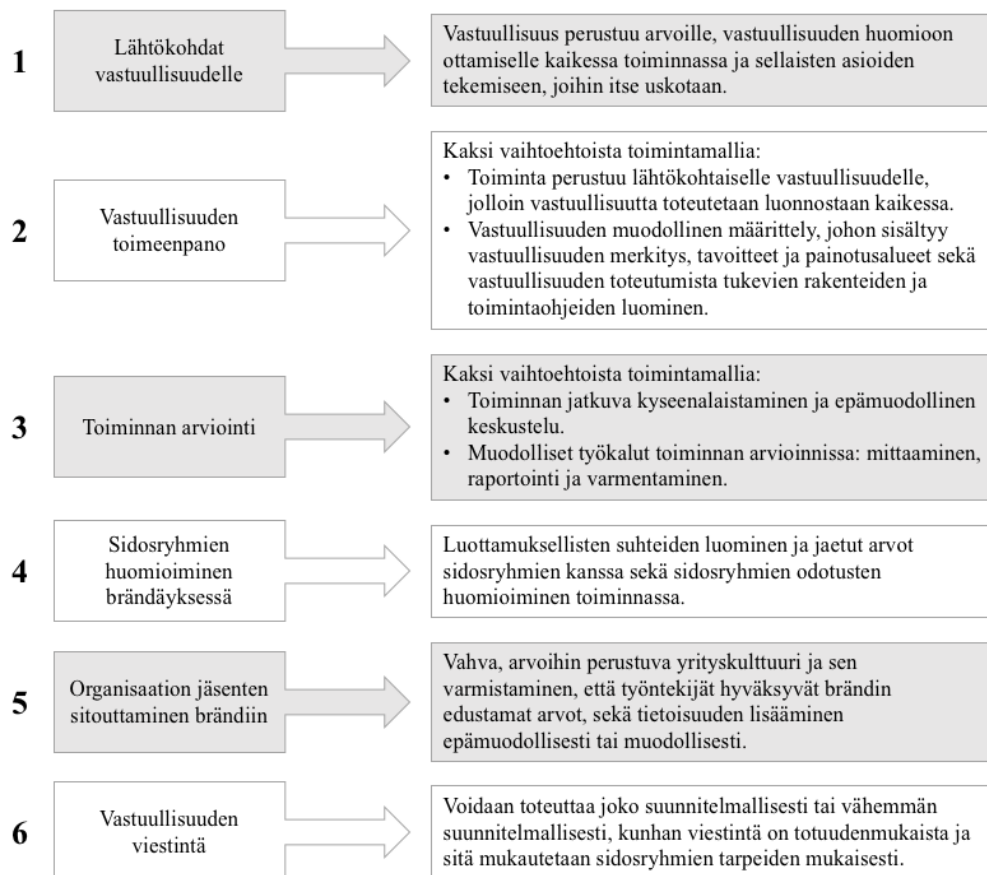 1
Lähtökohdat
vastuullisuudelle
Vastuullisuus perustuu arvoille, vastuullisuuden huomioon
ottamiselle kaikessa toiminnassa ja sellaisten asioiden
tekemiseen, joihin itse uskotaan.
2
Vastuullisuuden
toimeenpano
Kaksi vaihtoehtoista toimintamallia:
• Toiminta perustuu lähtökohtaiselle vastuullisuudelle,
jolloin vastuullisuutta toteutetaan luonnostaan kaikessa.
• Vastuullisuuden muodollinen määrittely, johon sisältyy
vastuullisuuden merkitys, tavoitteet ja painotusalueet sekä
vastuullisuuden toteutumista tukevien rakenteiden ja
toimintaohjeiden luominen.
3
Toiminnan arviointi
Kaksi vaihtoehtoista toimintamallia:
• Toiminnan jatkuva kyseenalaistaminen ja epämuodollinen
keskustelu.
• Muodolliset työkalut toiminnan arvioinnissa: mittaaminen,
raportointi ja varmentaminen.
4
Sidosryhmien
huomioiminen
brändäyksessä
Luottamuksellisten suhteiden luominen ja jaetut arvot
sidosryhmien kanssa sekä sidosryhmien odotusten
huomioiminen toiminnassa.
5
Organisaation jäsenten
sitouttaminen brändiin
Vahva, arvoihin perustuva yrityskulttuuri ja sen
varmistaminen, että työntekijät hyväksyvät brändin
edustamat arvot, sekä tietoisuuden lisääminen
epämuodollisesti tai muodollisesti.
6
Vastuullisuuden
viestintä
Voidaan toteuttaa joko suunnitelmallisesti tai vähemmän
suunnitelmallisesti, kunhan viestintä on totuudenmukaista ja
sitä mukautetaan sidosryhmien tarpeiden mukaisesti.